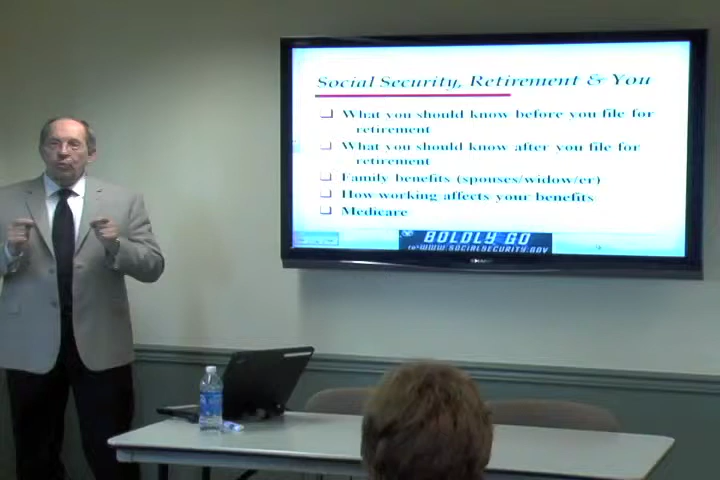 Social Security, Retirement & You
What you should know before you file for
retirement
What you should know after you file for
retirement
Family benefits (spouses/widow/er)
How working affects your benefits
Medicare
BOLDLY GO
to WWW.SOCIALSECURITY.GOV
SHARP